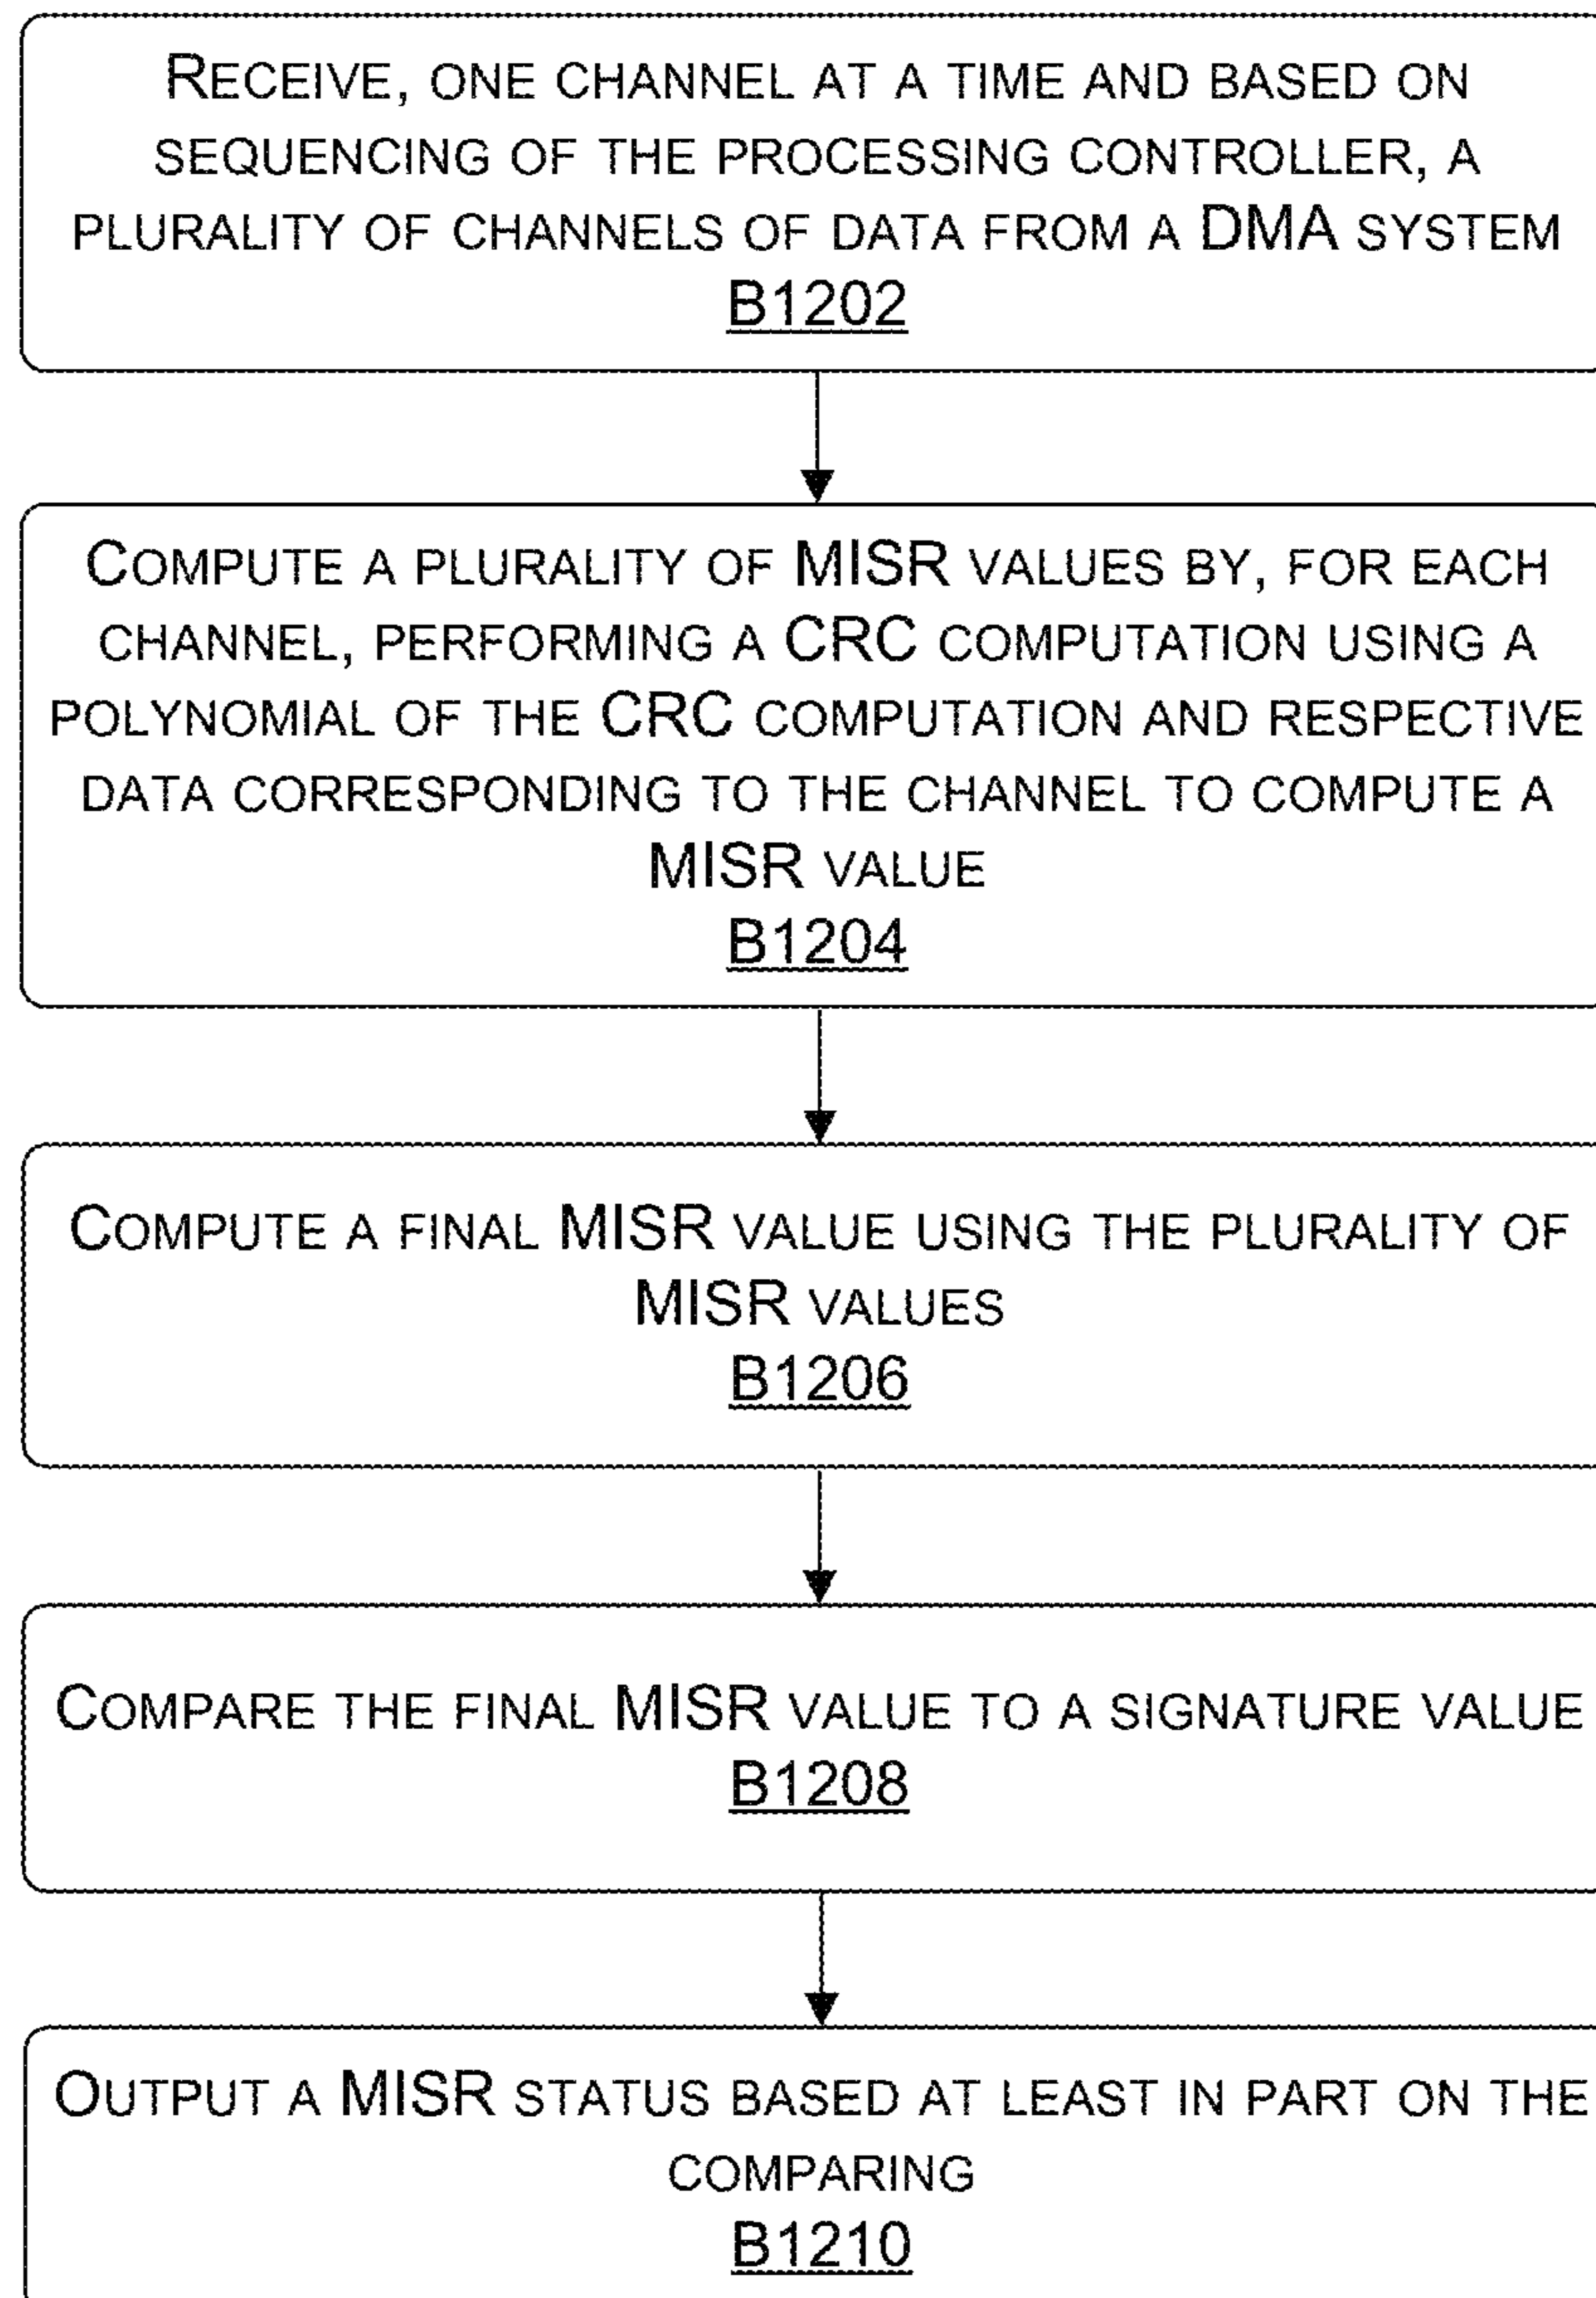 RECEIVE, ONE CHANNEL AT A TIME AND BASED ON
SEQUENCING OF THE PROCESSING CONTROLLER, A
PLURALITY OF CHANNELS OF DATA FROM A DMA SYSTEM
B1202
COMPUTE A PLURALITY OF MISR VALUES BY, FOR EACH
CHANNEL, PERFORMING A CRC COMPUTATION USING A
POLYNOMIAL OF THE CRC COMPUTATION AND RESPECTIVE
DATA CORRESPONDING TO THE CHANNEL TO COMPUTE A
MISR VALUE
B1204
COMPUTE A FINAL MISR VALUE USING THE PLURALITY OF
MISR VALUES
B1206
COMPARE THE FINAL MISR VALUE TO A SIGNATURE VALUE
B1208
OUTPUT A MISR STATUS BASED AT LEAST IN PART ON THE
COMPARING
B1210